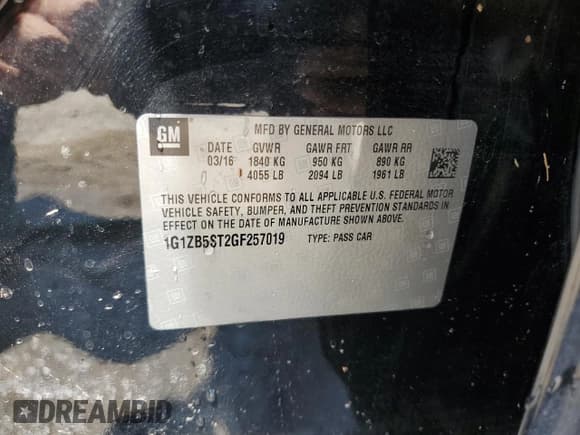 GM
MFD BY GENERAL MOTORS LLC
DATE GVWR GAWR FRT GAWR RR
03/16 1840 KG 950 KG 890 KG
4055 LB 2094 LB 1961 LB
THIS VEHICLE CONFORMS TO ALL APPLICABLE U.S. FEDERAL MOTOR
VEHICLE SAFETY, BUMPER, AND THEFT PREVENTION STANDARDS IN
EFFECT ON THE DATE OF MANUFACTURE SHOWN ABOVE.
1G1ZB5ST2GF257019 TYPE: PASS CAR
DREAMBID